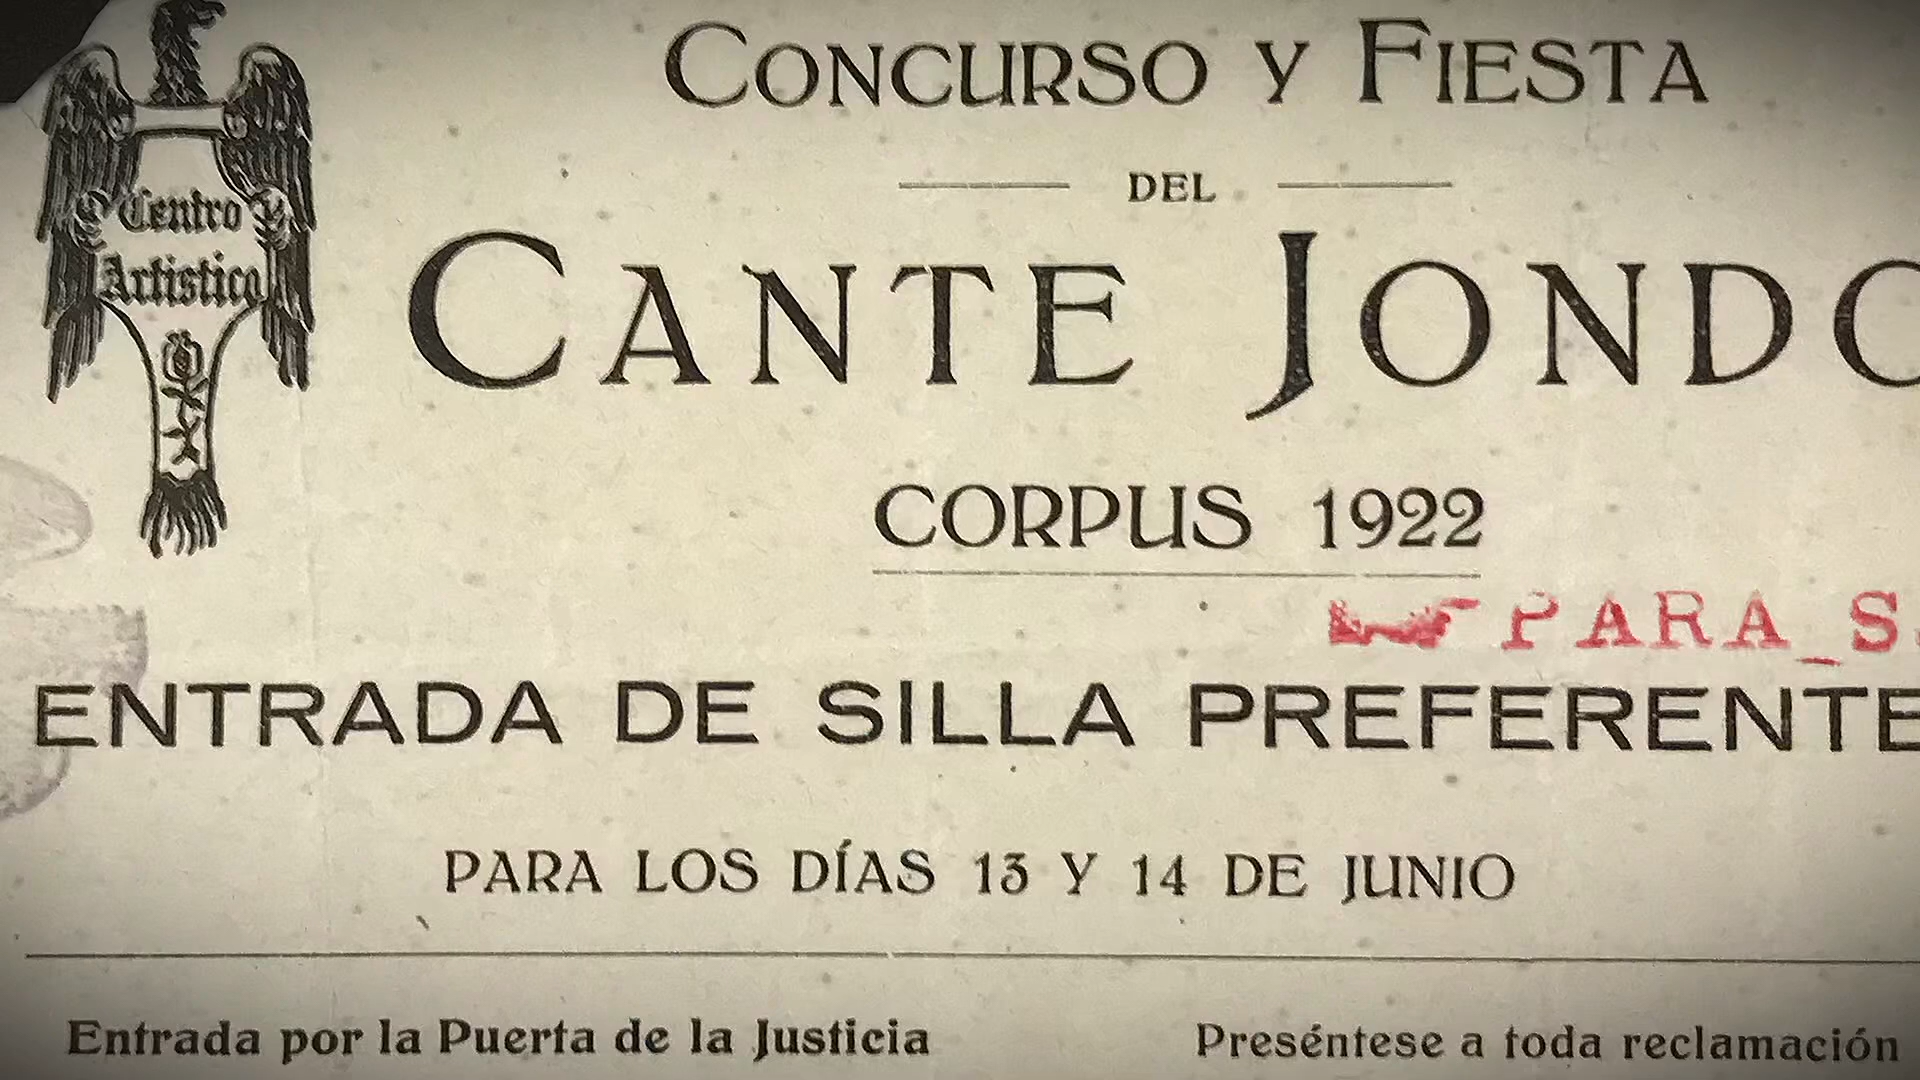 Centro
Artistico
CONCURSO Y FIESTA
DEL
CANTE JONDO
CORPUS 1922
PARA
ENTRADA DE SILLA PREFERENTE
PARA LOS DÍAS 13 Y 14 DE JUNIO
Entrada por la Puerta de la Justicia
Preséntese a toda reclamación